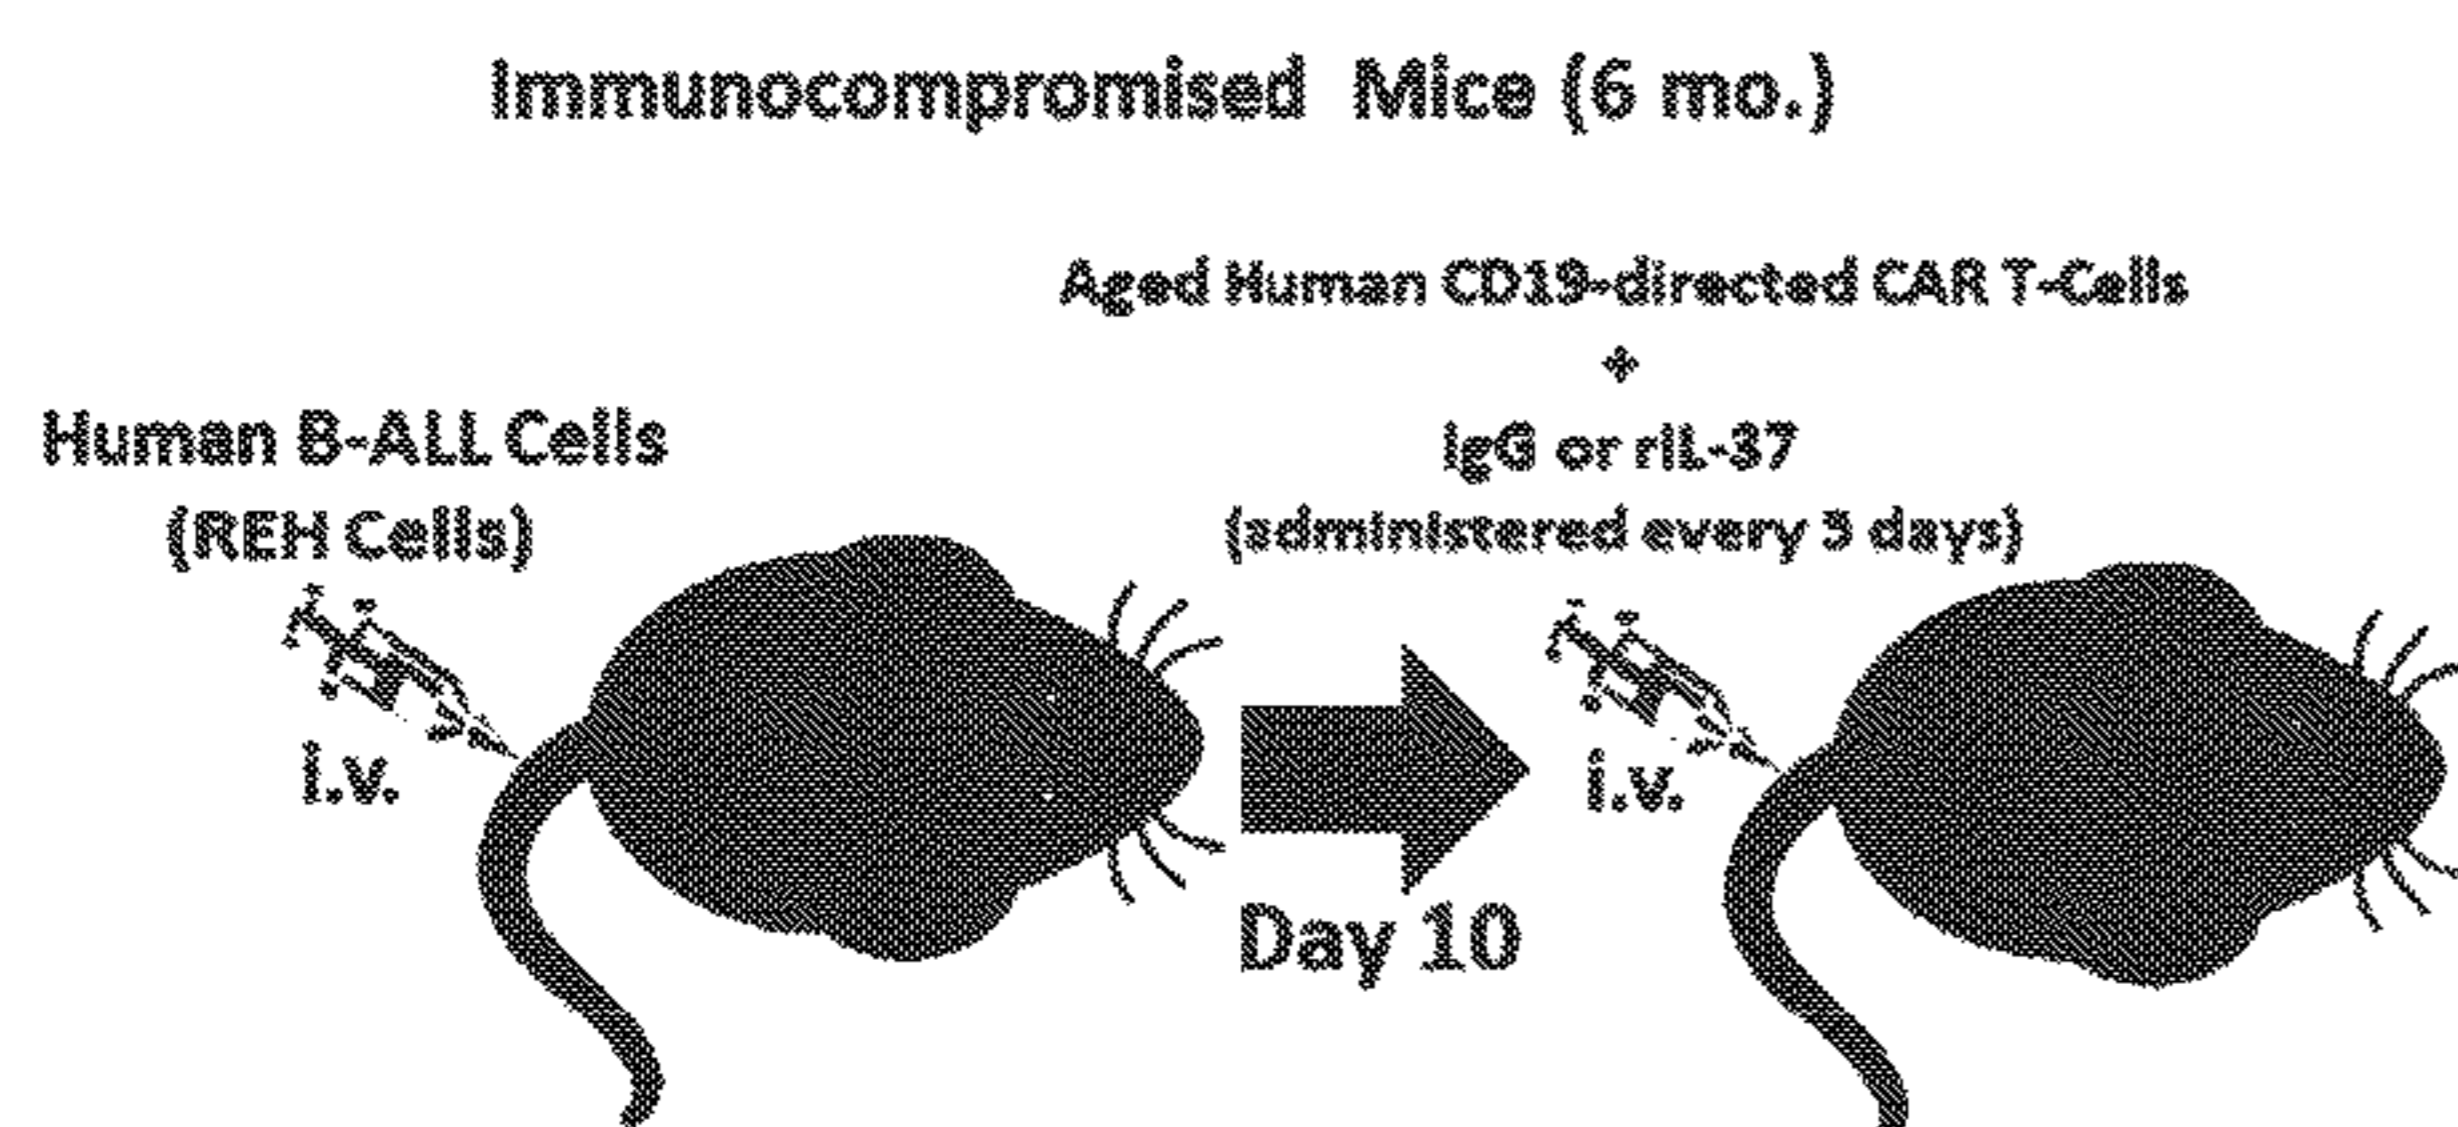 Immunocompromised Mice (6 mo.)
Aged Human CD19-directed CAR T-Cells
+
IgG or rIL-37
(administered every days)
Human B-ALL Cells
(REH Cells)
i.v.
i.v.
Day 10